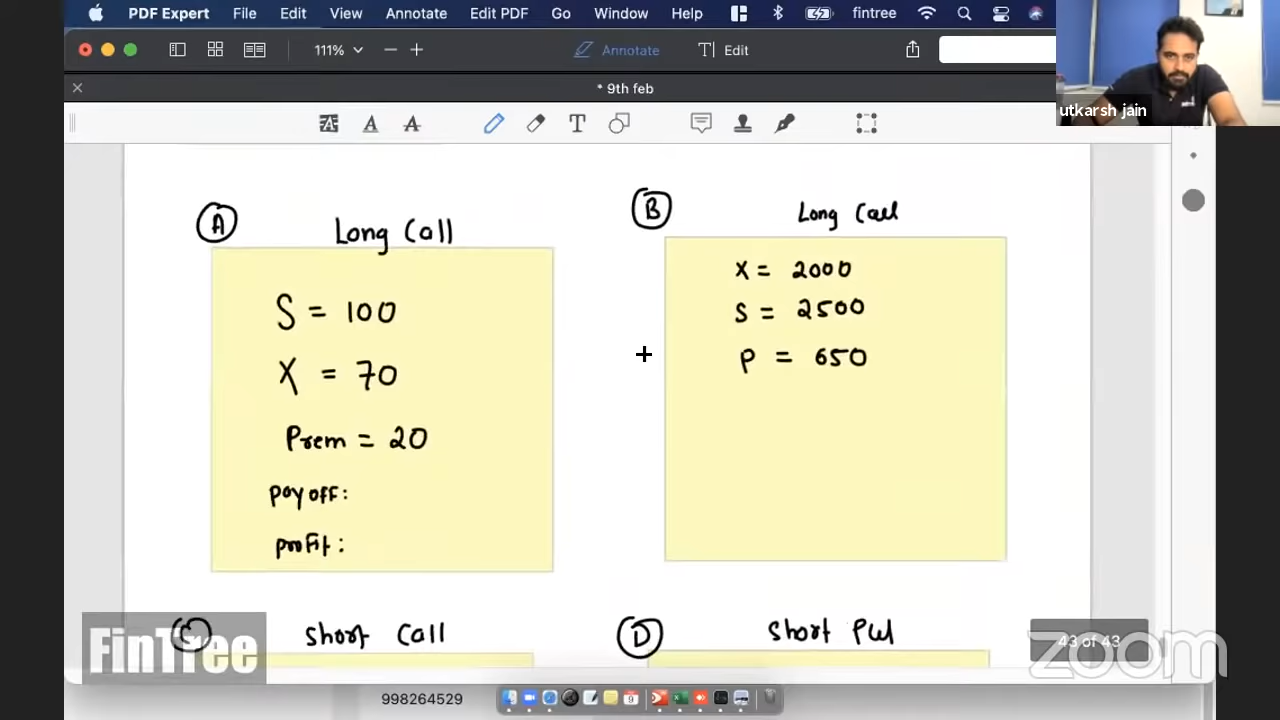 PDF Expert File Edit View Annotate Edit PDF Go Window Help fintree
111% Annotate T Edit
* 9th feb
utkarsh jain
A Long Call
S = 100
X = 70
Prem = 20
payoff:
profit:
B Long Call
X = 2000
S = 2500
P = 650
C Short Call
D Short Put
FinTree
43 of 43
zoom
998264529